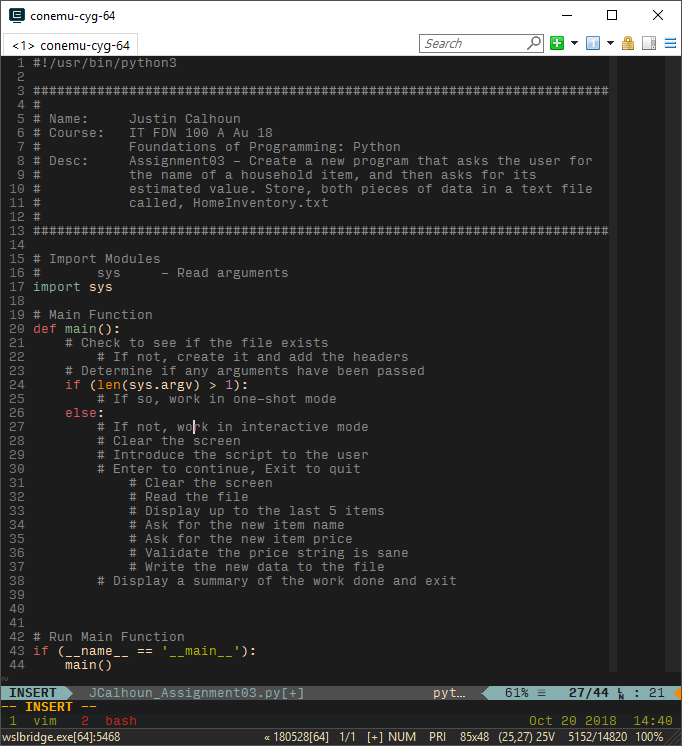 conemu-cyg-64
<1> conemu-cyg-64
Search
1 #!/usr/bin/python3
2
3 ########################################################################
4 #
5 # Name:     Justin Calhoun
6 # Course:   IT FDN 100 A Au 18
7 #           Foundations of Programming: Python
8 # Desc:     Assignment03 - Create a new program that asks the user for
9 #           the name of a household item, and then asks for its
10 #           estimated value. Store, both pieces of data in a text file
11 #           called, HomeInventory.txt
12 #
13 ########################################################################
14
15 # Import Modules
16 #       sys     - Read arguments
17 import sys
18
19 # Main Function
20 def main():
21     # Check to see if the file exists
22         # If not, create it and add the headers
23     # Determine if any arguments have been passed
24     if (len(sys.argv) > 1):
25         # If so, work in one-shot mode
26     else:
27         # If not, work in interactive mode
28         # Clear the screen
29         # Introduce the script to the user
30         # Enter to continue, Exit to quit
31             # Clear the screen
32             # Read the file
33             # Display up to the last 5 items
34             # Ask for the new item name
35             # Ask for the new item price
36             # Validate the price string is sane
37             # Write the new data to the file
38         # Display a summary of the work done and exit
39
40
41
42 # Run Main Function
43 if (__name__ == '__main__'):
44     main()
~
INSERT JCalhoun_Assignment03.py[+] pyt… 61% ≡ 27/44 ㏑ : 21
-- INSERT --
1 vim 2 bash Oct 20 2018 14:40
wslbridge.exe[64]:5468 « 180528[64] 1/1 [+] NUM PRI 85x48 (25,27) 25V 5152/14820 100%